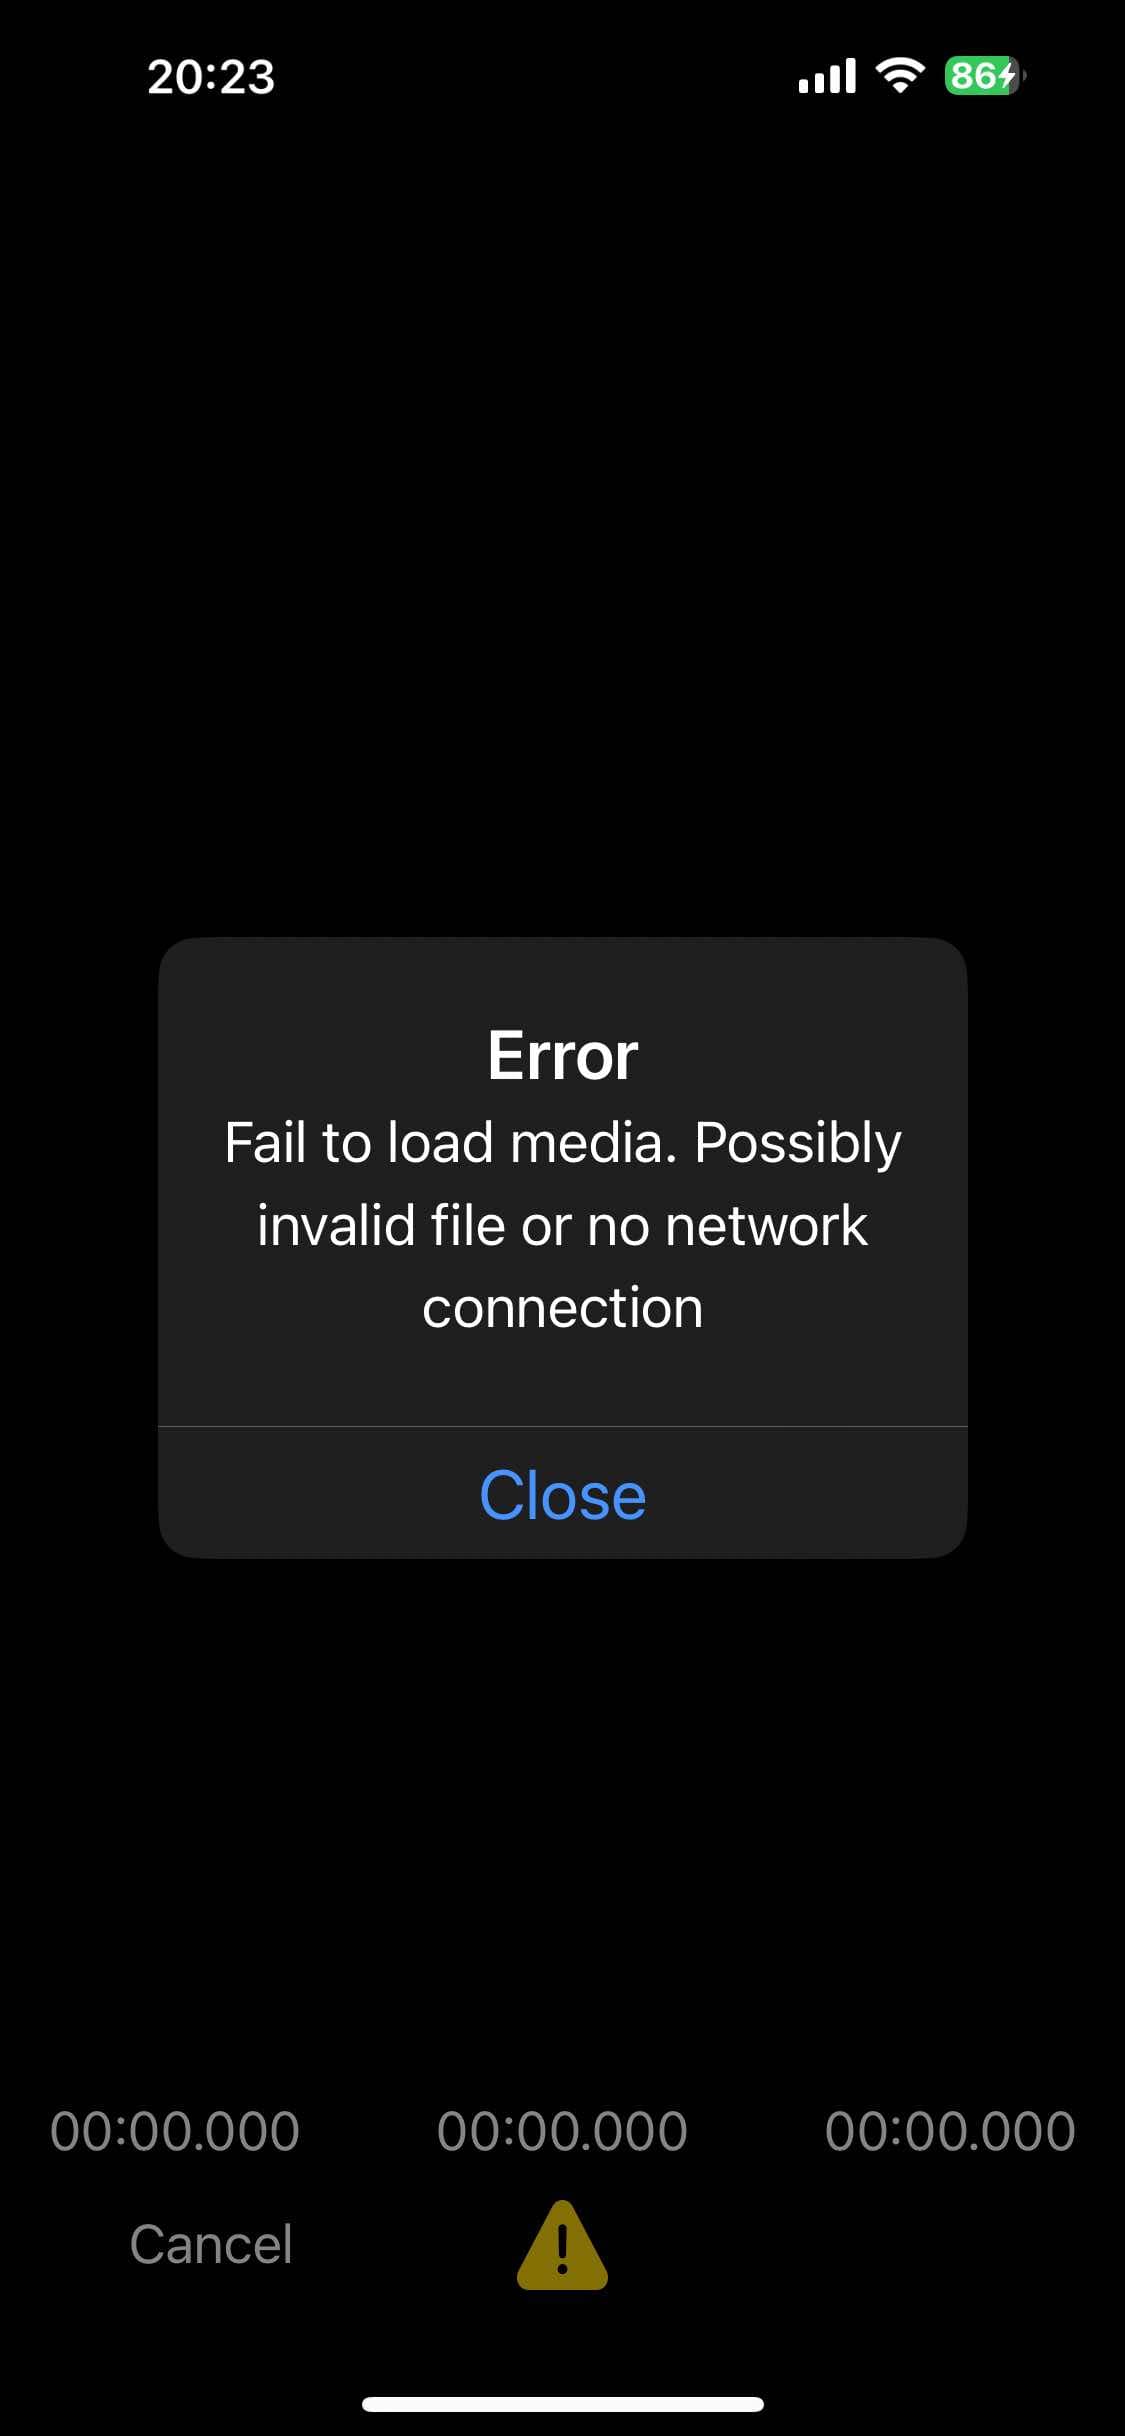 20:23
86
Error
Fail to load media. Possibly
invalid file or no network
connection
Close
00:00.000 00:00.000 00:00.000
Cancel